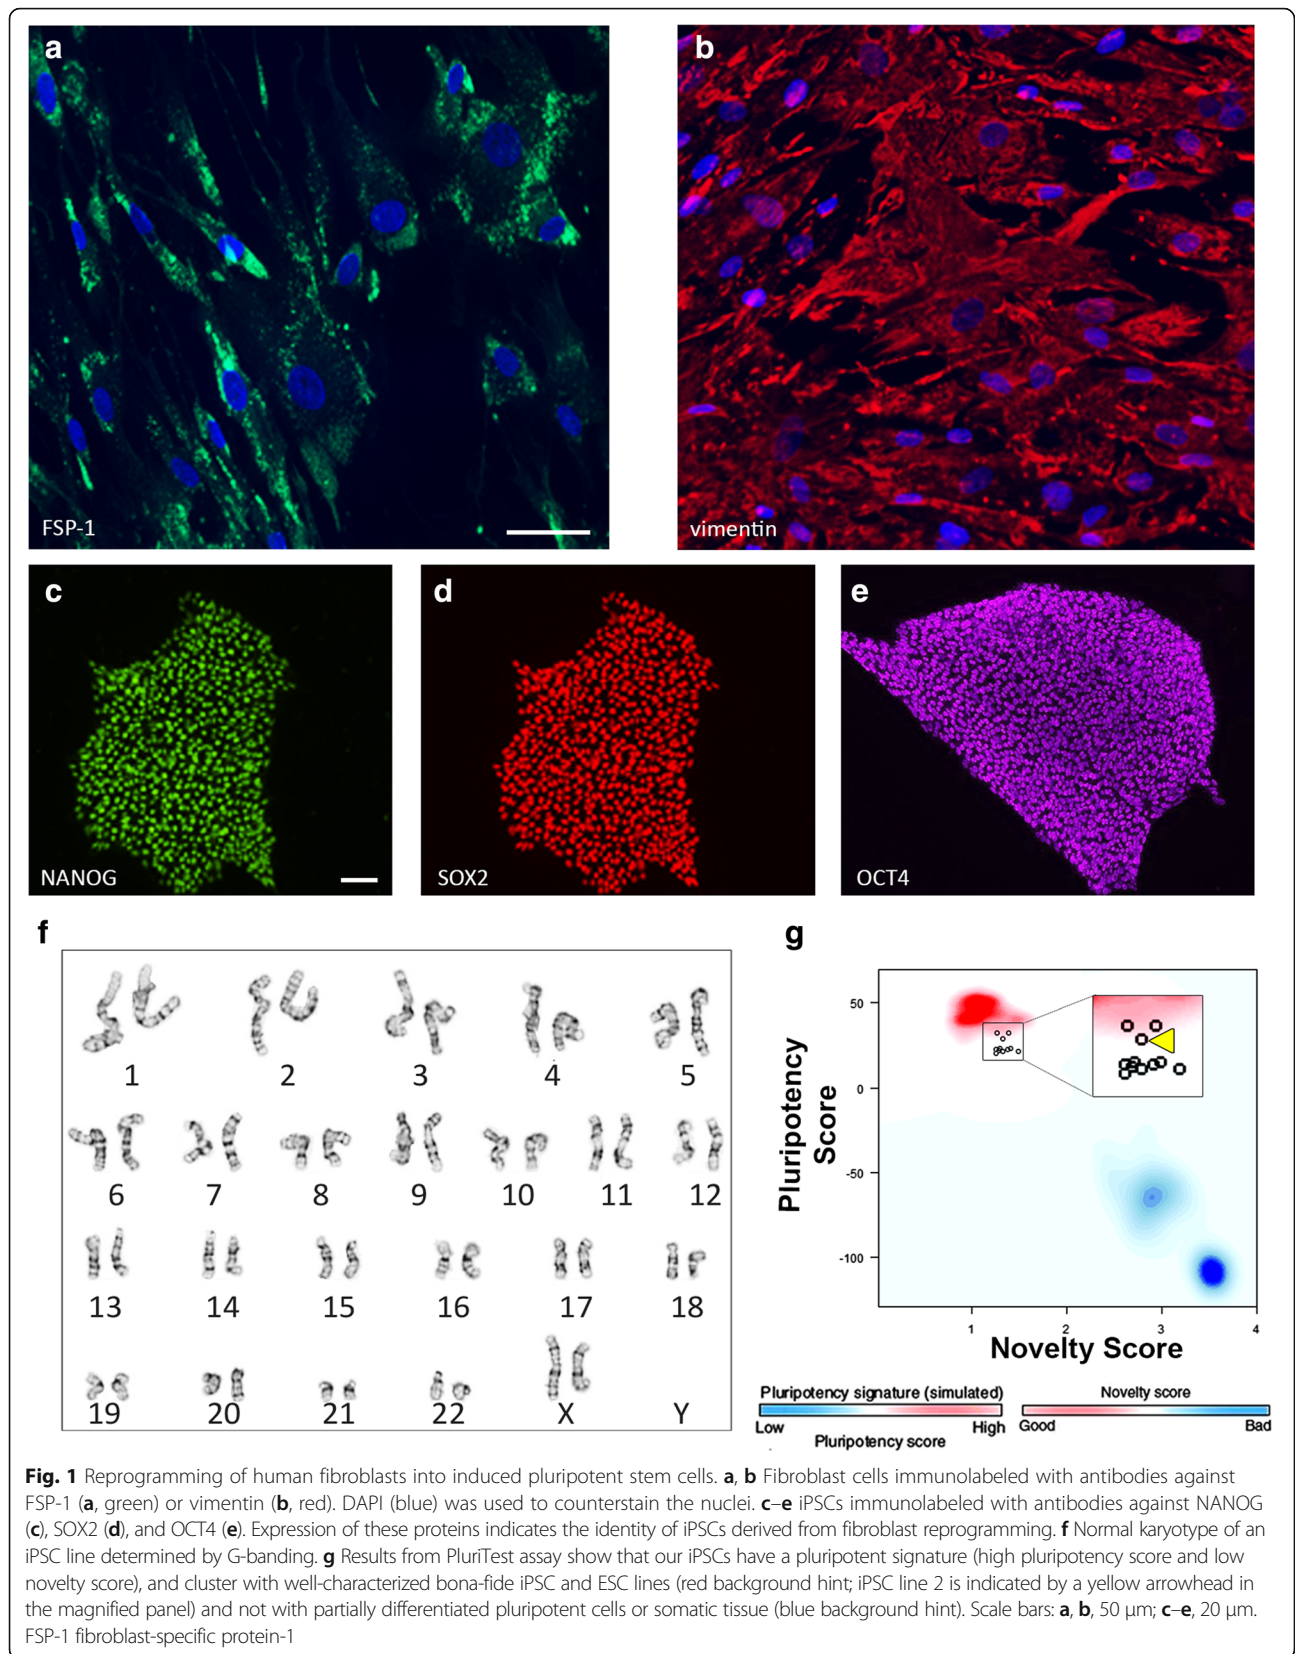 a
b
FSP-1
vimentin
c
d
e
NANOG
SOX2
OCT4
f
1 2 3 4 5
6 7 8 9 10 11 12
13 14 15 16 17 18
19 20 21 22 X Y
g
Pluripotency
Score
50
0
-50
-100
1 2 3 4
Novelty Score
Pluripotency signature (simulated)
Low High
Pluripotency score
Novelty score
Good Bad
Fig. 1 Reprogramming of human fibroblasts into induced pluripotent stem cells. a, b Fibroblast cells immunolabeled with antibodies against
FSP-1 (a, green) or vimentin (b, red). DAPI (blue) was used to counterstain the nuclei. c–e iPSCs immunolabeled with antibodies against NANOG
(c), SOX2 (d), and OCT4 (e). Expression of these proteins indicates the identity of iPSCs derived from fibroblast reprogramming. f Normal karyotype of an
iPSC line determined by G-banding. g Results from PluriTest assay show that our iPSCs have a pluripotent signature (high pluripotency score and low
novelty score), and cluster with well-characterized bona-fide iPSC and ESC lines (red background hint; iPSC line 2 is indicated by a yellow arrowhead in
the magnified panel) and not with partially differentiated pluripotent cells or somatic tissue (blue background hint). Scale bars: a, b, 50 μm; c–e, 20 μm.
FSP-1 fibroblast-specific protein-1